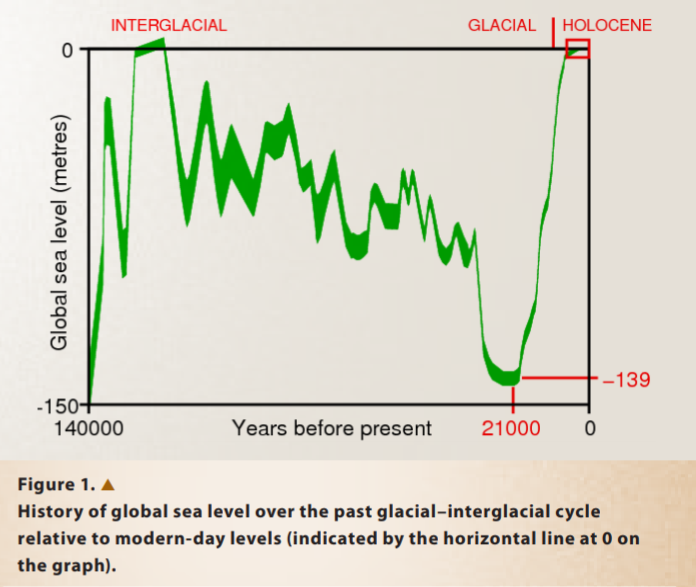 INTERGLACIAL GLACIAL HOLOCENE
0
Global sea level (metres)
−139
-150
140000 Years before present 21000 0
Figure 1. ▲
History of global sea level over the past glacial–interglacial cycle
relative to modern-day levels (indicated by the horizontal line at 0 on
the graph).